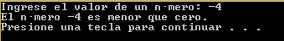 Ingrese el valor de un n·mero: -4
El n·mero -4 es menor que cero.
Presione una tecla para continuar . . .